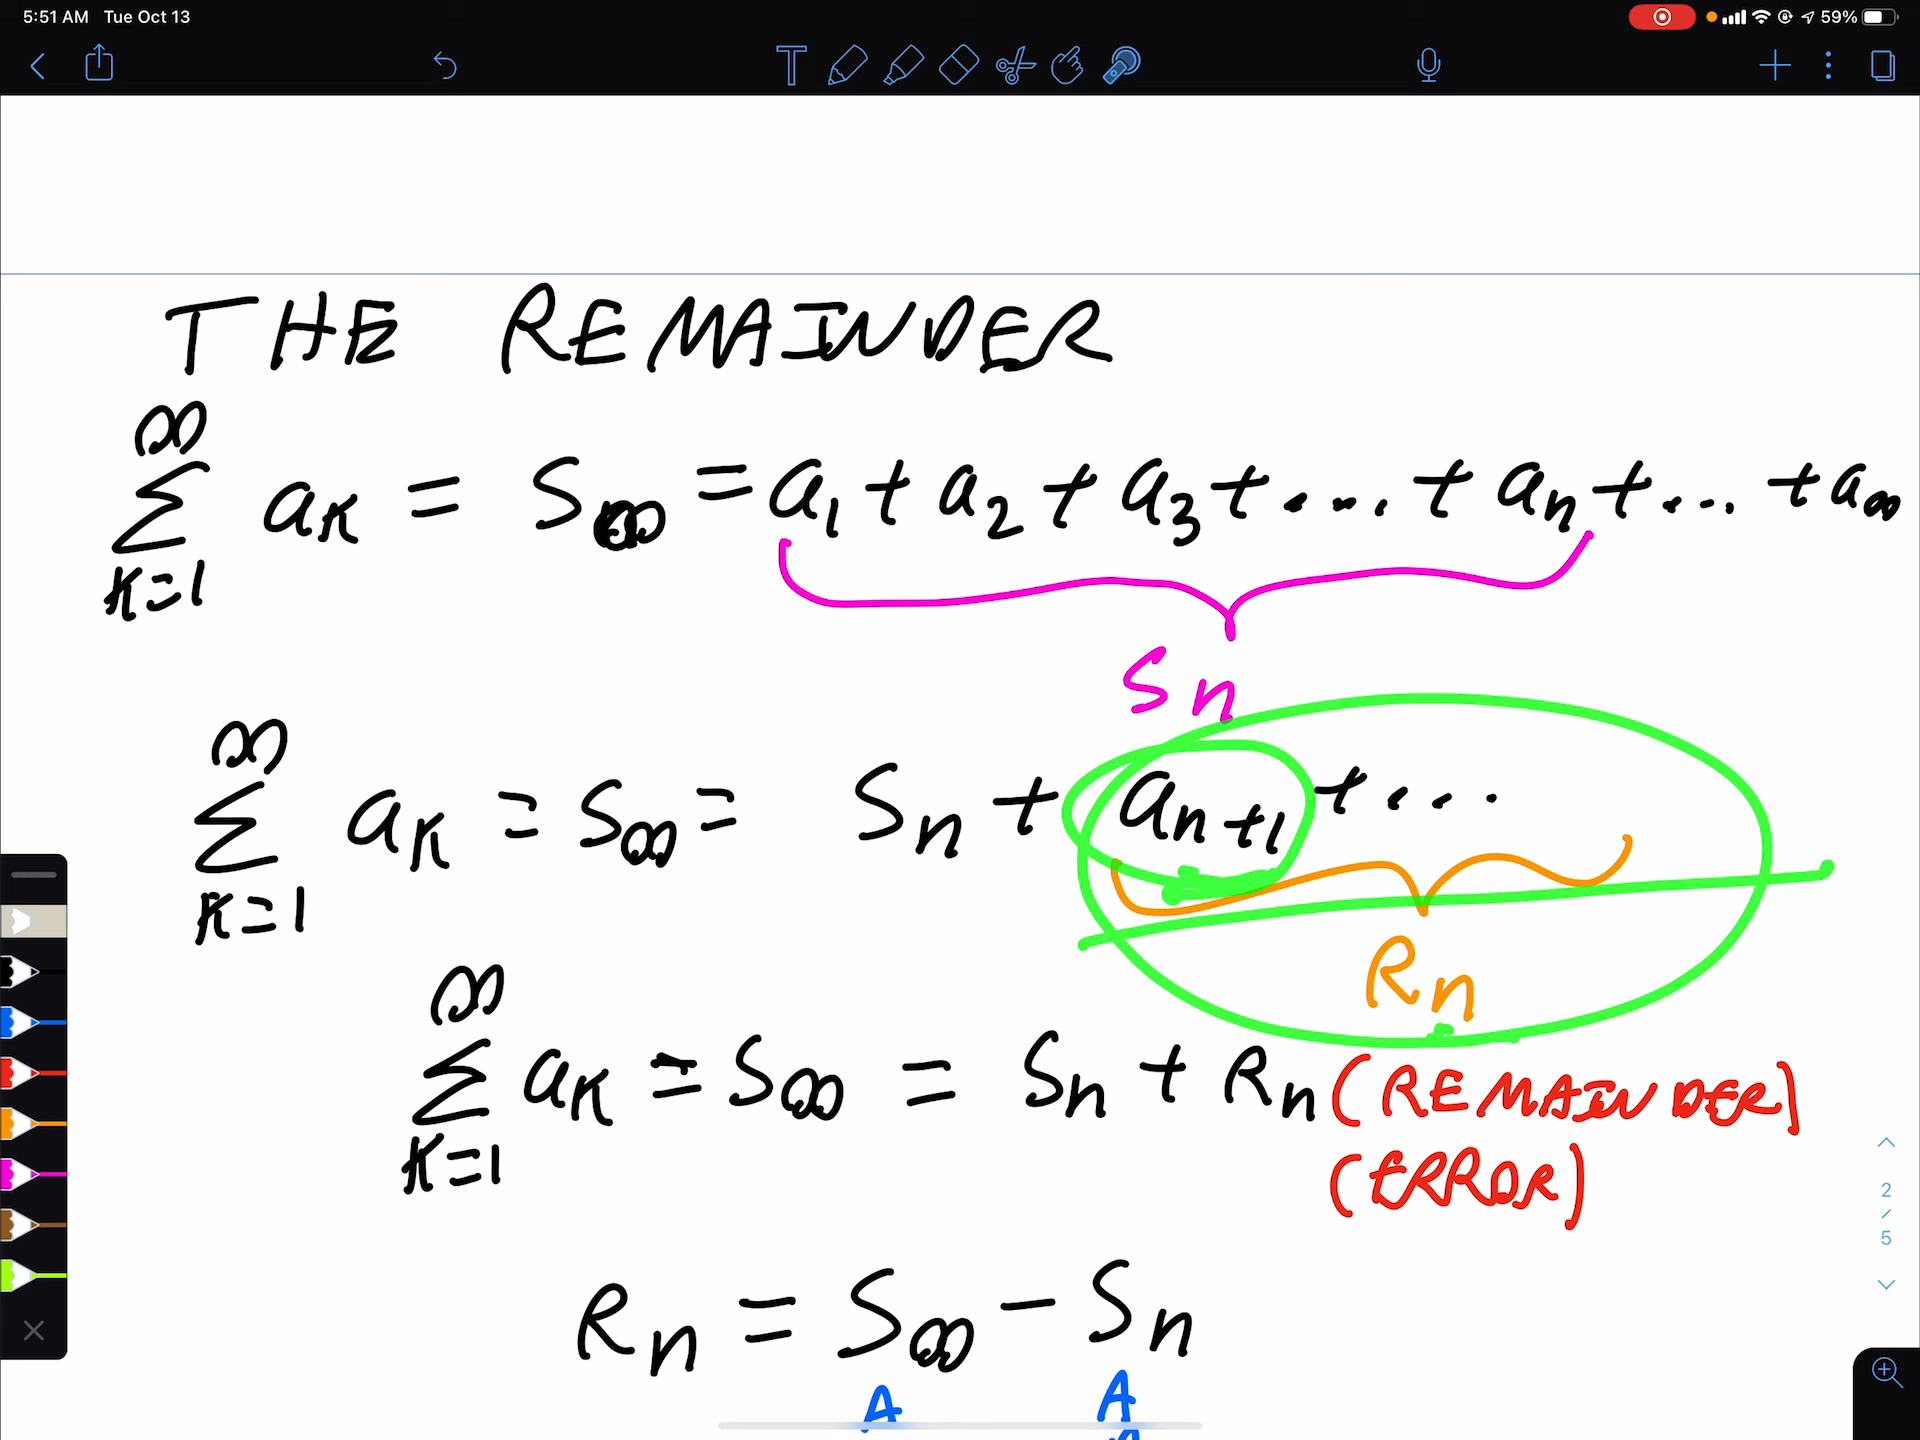 5:51 AM Tue Oct 13 59%
THE REMAINDER
∞
Σ aₖ = S∞ = a₁ + a₂ + a₃ + .... + aₙ + ... + a∞
k=1
Sₙ
∞
Σ aₖ = S∞ = Sₙ + aₙ₊₁ + ...
k=1
Rₙ
∞
Σ aₖ = S∞ = Sₙ + Rₙ (REMAINDER)
k=1
(ERROR)
2
/
5
Rₙ = S∞ − Sₙ
A A